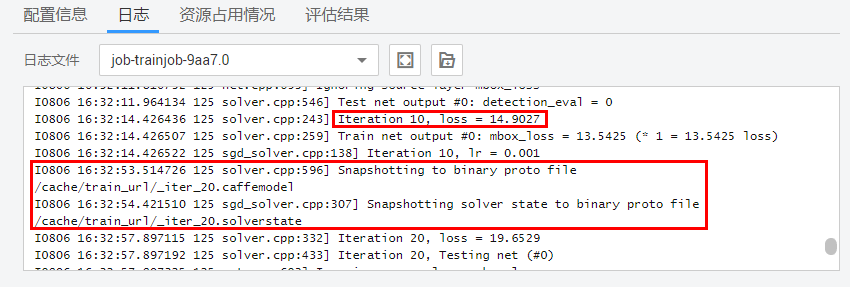 配置信息 日志 资源占用情况 评估结果
日志文件 job-trainjob-9aa7.0
I0806 16:32:11.964134 125 solver.cpp:546] Test net output #0: detection_eval = 0
I0806 16:32:14.426436 125 solver.cpp:243] Iteration 10, loss = 14.9027
I0806 16:32:14.426507 125 solver.cpp:259] Train net output #0: mbox_loss = 13.5425 (* 1 = 13.5425 loss)
I0806 16:32:14.426522 125 sgd_solver.cpp:138] Iteration 10, lr = 0.001
I0806 16:32:53.514726 125 solver.cpp:596] Snapshotting to binary proto file
/cache/train_url/_iter_20.caffemodel
I0806 16:32:54.421510 125 sgd_solver.cpp:307] Snapshotting solver state to binary proto file
/cache/train_url/_iter_20.solverstate
I0806 16:32:57.897115 125 solver.cpp:332] Iteration 20, loss = 19.6529
I0806 16:32:57.897192 125 solver.cpp:433] Iteration 20, Testing net (#0)